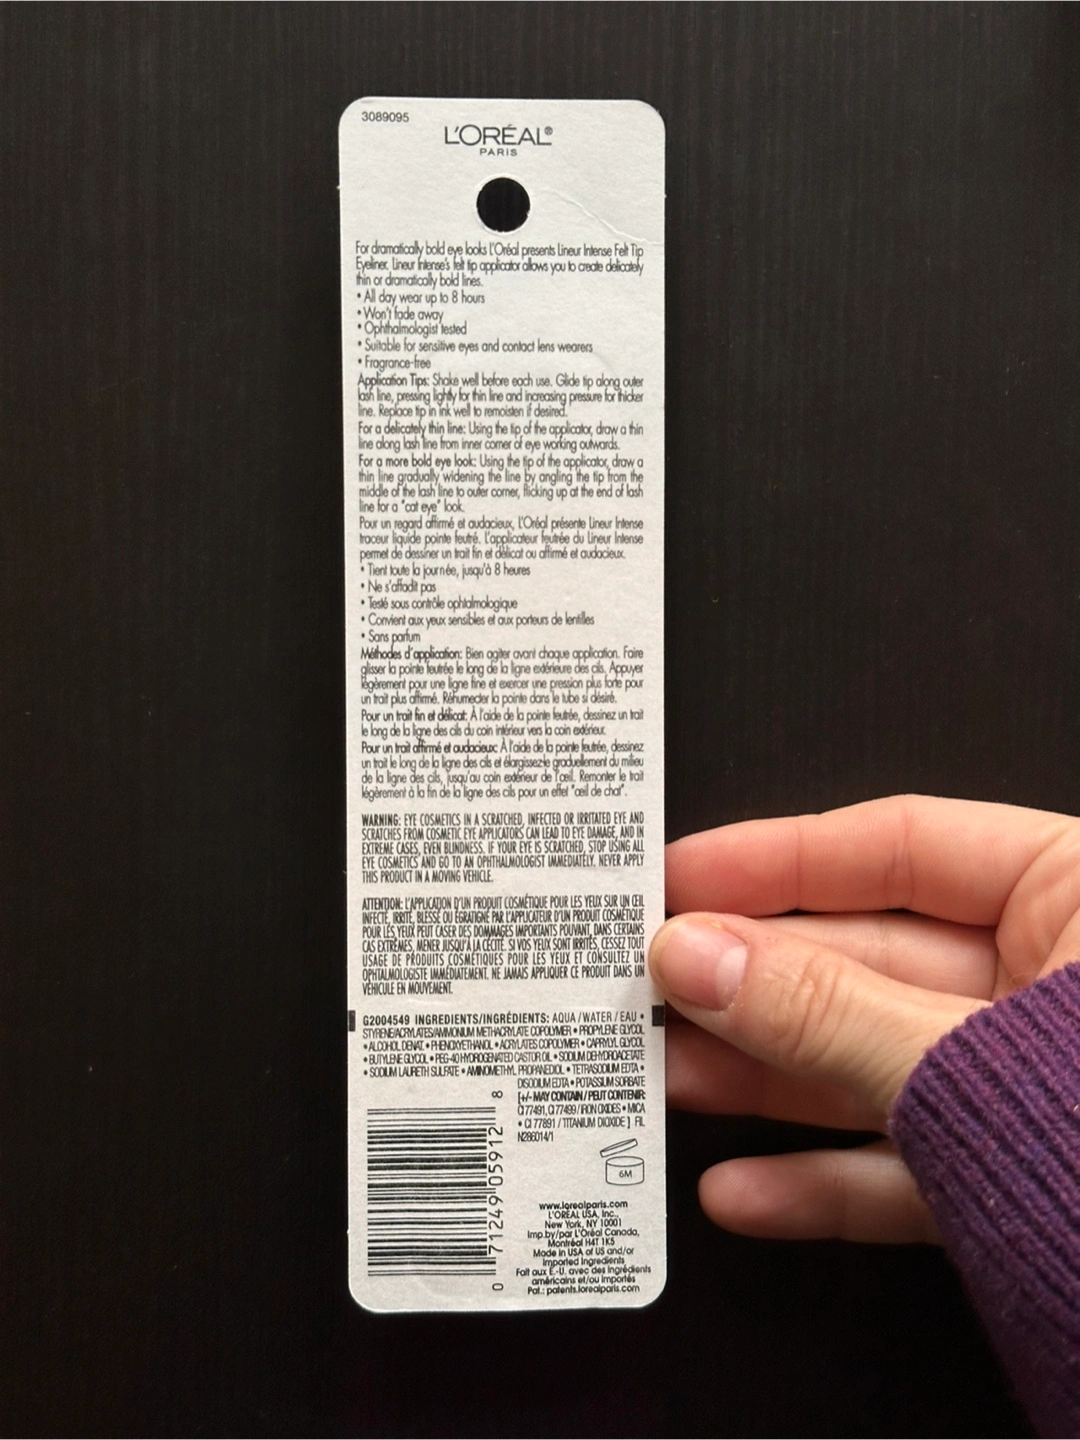 3089095
L'ORÉAL®
PARIS
For dramatically bold eye looks L'Oréal presents Lineur Intense Felt Tip
Eyeliner. Lineur Intense's felt tip applicator allows you to create delicately
thin or dramatically bold lines.
• All day wear up to 8 hours
• Won't fade away
• Ophthalmologist tested
• Suitable for sensitive eyes and contact lens wearers
• Fragrance-free
Application Tips: Shake well before each use. Glide tip along outer
lash line, pressing lightly for thin line and increasing pressure for thicker
line. Replace tip in ink well to remoisten if desired.
For a delicately thin line: Using the tip of the applicator, draw a thin
line along lash line from inner corner of eye working outwards.
For a more bold eye look: Using the tip of the applicator, draw a
thin line gradually widening the line by angling the tip from the
middle of the lash line to outer corner, flicking up at the end of lash
line for a "cat eye" look.
Pour un regard affirmé et audacieux, L'Oréal présente Lineur Intense
traceur liquide pointe feutré. L'applicateur feutrée du Lineur Intense
permet de dessiner un trait fin et délicat ou affirmé et audacieux.
• Tient toute la journée, jusqu'à 8 heures
• Ne s'affadit pas
• Testé sous contrôle ophtalmologique
• Convient aux yeux sensibles et aux porteurs de lentilles
• Sans parfum
Méthodes d'application: Bien agiter avant chaque application. Faire
glisser la pointe feutrée le long de la ligne extérieure des cils. Appuyer
légèrement pour une ligne fine et exercer une pression plus forte pour
un trait plus affirmé. Réhumecter la pointe dans le tube si désiré.
Pour un trait fin et délicat: À l'aide de la pointe feutrée, dessinez un trait
le long de la ligne des cils du coin intérieur vers la coin extérieur.
Pour un trait affirmé et audacieux: À l'aide de la pointe feutrée, dessinez
un trait le long de la ligne des cils et élargissez-le graduellement du milieu
de la ligne des cils, jusqu'au coin extérieur de l'œil. Remonter le trait
légèrement à la fin de la ligne des cils pour un effet "œil de chat".
WARNING: EYE COSMETICS IN A SCRATCHED, INFECTED OR IRRITATED EYE AND
SCRATCHES FROM COSMETIC EYE APPLICATORS CAN LEAD TO EYE DAMAGE, AND IN
EXTREME CASES, EVEN BLINDNESS. IF YOUR EYE IS SCRATCHED, STOP USING ALL
EYE COSMETICS AND GO TO AN OPHTHALMOLOGIST IMMEDIATELY. NEVER APPLY
THIS PRODUCT IN A MOVING VEHICLE.
ATTENTION: L'APPLICATION D'UN PRODUIT COSMÉTIQUE POUR LES YEUX SUR UN ŒIL
INFECTÉ, IRRITÉ, BLESSÉ OU ÉGRATIGNÉ PAR L'APPLICATEUR D'UN PRODUIT COSMÉTIQUE
POUR LES YEUX PEUT CASER DES DOMMAGES IMPORTANTS POUVANT, DANS CERTAINS
CAS EXTRÊMES, MENER JUSQU'À LA CÉCITÉ. SI VOS YEUX SONT IRRITÉS, CESSEZ TOUT
USAGE DE PRODUITS COSMÉTIQUES POUR LES YEUX ET CONSULTEZ UN
OPHTALMOLOGISTE IMMÉDIATEMENT. NE JAMAIS APPLIQUER CE PRODUIT DANS UN
VÉHICULE EN MOUVEMENT.
G2004549 INGREDIENTS/INGRÉDIENTS: AQUA / WATER / EAU •
STYRENE/ACRYLATES/AMMONIUM METHACRYLATE COPOLYMER • PROPYLENE GLYCOL
• ALCOHOL DENAT. • PHENOXYETHANOL • ACRYLATES COPOLYMER • CAPRYLYL GLYCOL
• BUTYLENE GLYCOL • PEG-40 HYDROGENATED CASTOR OIL • SODIUM DEHYDROACETATE
• SODIUM LAURETH SULFATE • AMINOMETHYL PROPANEDIOL • TETRASODIUM EDTA •
DISODIUM EDTA • POTASSIUM SORBATE
[+/- MAY CONTAIN / PEUT CONTENIR:
CI 77491, CI 77499 / IRON OXIDES • MICA
• CI 77891 / TITANIUM DIOXIDE ] FIL
N286014/1
6M
0 71249 05912 8
www.lorealparis.com
L'ORÉAL USA, Inc.,
New York, NY 10001
Imp.by/par L'Oréal Canada,
Montréal H4T 1K5
Made in USA of US and/or
Imported Ingredients
Fait aux É.-U. avec des ingrédients
américains et/ou importés
Pat.: patents.lorealparis.com